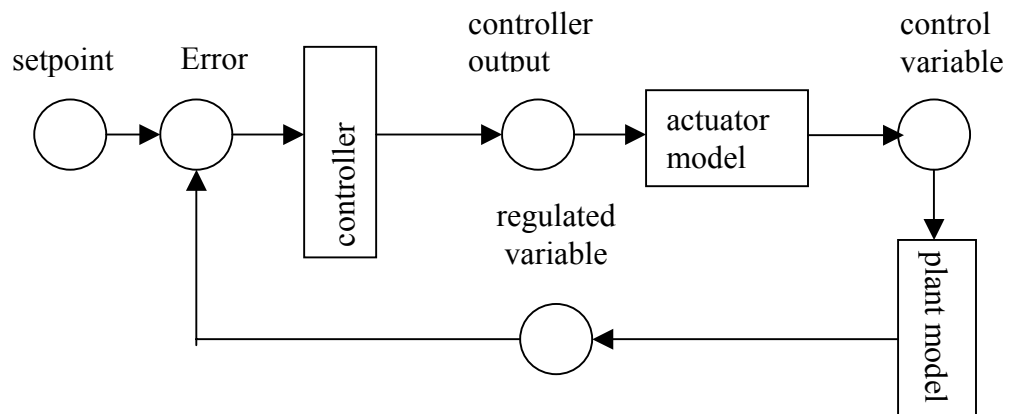 setpoint
Error
controller
output
control
variable
controller
actuator
model
regulated
variable
plant model